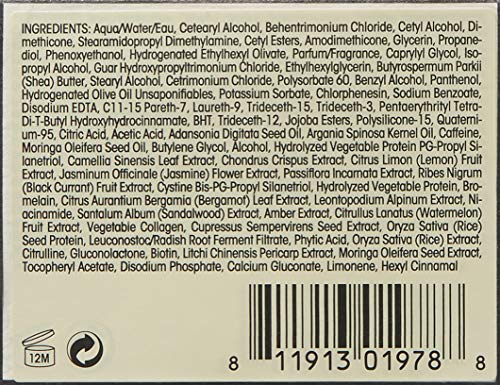 INGREDIENTS: Aqua/Water/Eau, Cetearyl Alcohol, Behentrimonium Chloride, Cetyl Alcohol, Di-
methicone, Stearamidopropyl Dimethylamine, Cetyl Esters, Amodimethicone, Glycerin, Propane-
diol, Phenoxyethanol, Hydrogenated Ethylhexyl Olivate, Parfum/Fragrance, Caprylyl Glycol, Iso-
propyl Alcohol, Guar Hydroxypropyltrimonium Chloride, Ethylhexylglycerin, Butyrospermum Parkii
(Shea) Butter, Stearyl Alcohol, Cetrimonium Chloride, Polysorbate 60, Benzyl Alcohol, Panthenol,
Hydrogenated Olive Oil Unsaponifiables, Potassium Sorbate, Chlorphenesin, Sodium Benzoate,
Disodium EDTA, C11-15 Pareth-7, Laureth-9, Trideceth-15, Trideceth-3, Pentaerythrityl Tetra-
Di-T-Butyl Hydroxyhydrocinnamate, BHT, Trideceth-12, Jojoba Esters, Polysilicone-15, Quaterni-
um-95, Citric Acid, Acetic Acid, Adansonia Digitata Seed Oil, Argania Spinosa Kernel Oil, Caffeine,
Moringa Oleifera Seed Oil, Butylene Glycol, Alcohol, Hydrolyzed Vegetable Protein PG-Propyl Si-
lanetriol, Camellia Sinensis Leaf Extract, Chondrus Crispus Extract, Citrus Limon (Lemon) Fruit
Extract, Jasminum Officinale (Jasmine) Flower Extract, Passiflora Incarnata Extract, Ribes Nigrum
(Black Currant) Fruit Extract, Cystine Bis-PG-Propyl Silanetriol, Hydrolyzed Vegetable Protein, Bro-
melain, Citrus Aurantium Bergamia (Bergamot) Leaf Extract, Leontopodium Alpinum Extract, Ni-
acinamide, Santalum Album (Sandalwood) Extract, Amber Extract, Citrullus Lanatus (Watermelon)
Fruit Extract, Vegetable Collagen, Cupressus Sempervirens Seed Extract, Oryza Sativa (Rice)
Seed Protein, Leuconostoc/Radish Root Ferment Filtrate, Phytic Acid, Oryza Sativa (Rice) Extract,
Citrulline, Gluconolactone, Biotin, Litchi Chinensis Pericarp Extract, Moringa Oleifera Seed Extract,
Tocopheryl Acetate, Disodium Phosphate, Calcium Gluconate, Limonene, Hexyl Cinnamal
12M
8 11913 01978 8